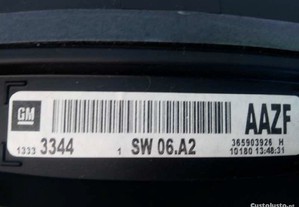 GM
AAZF
1333 3344 1 SW 06.A2
365903926 H
10180 13:48:31
CustoJusto.pt